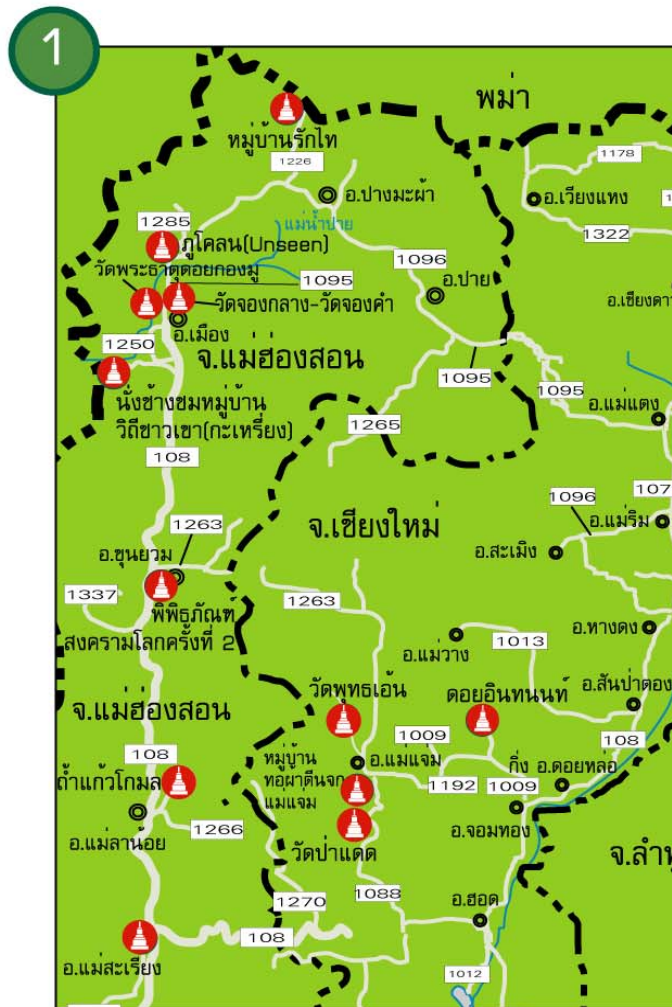 1
พม่า
หมู่บ้านรักไท
1226
1178
อ.ปางมะผ้า
อ.เวียงแหง
1285
แม่น้ำปาย
1322
ภูโคลน(Unseen)
1096
วัดพระธาตุดอยกองมู
1095
อ.ปาย
วัดจองกลาง-วัดจองคำ
อ.เมือง
1250
จ.แม่ฮ่องสอน
1095
1095
นั่งช้างชมหมู่บ้าน
วิถีชาวเขา(กะเหรี่ยง)
อ.แม่แตง
1265
108
1096
อ.แม่ริม
1263
จ.เชียงใหม่
อ.สะเมิง
อ.ขุนยวม
1337
พิพิธภัณฑ์
สงครามโลกครั้งที่ 2
1263
อ.หางดง
1013
อ.แม่วาง
วัดพุทธเอ้น
ดอยอินทนนท์
อ.สันป่าตอง
จ.แม่ฮ่องสอน
1009
108
108
หมู่บ้าน
ทอผาตีนจก
แม่แจ่ม
อ.แม่แจม
กิ่ง อ.ดอยหล่อ
ถ้ำแก้วโกมล
1192
1009
1266
อ.จอมทอง
อ.แม่ลาน้อย
วัดป่าแดด
1088
1270
อ.ฮอด
108
อ.แม่สะเรียง
1012